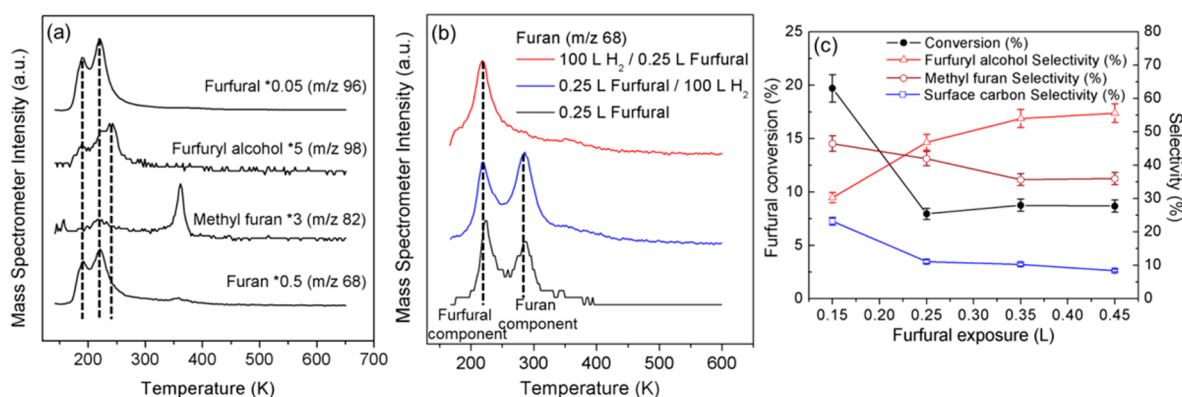 (a)
Furfural *0.05 (m/z 96)
Furfuryl alcohol *5 (m/z 98)
Methyl furan *3 (m/z 82)
Furan *0.5 (m/z 68)
Mass Spectrometer Intensity (a.u.)
200 300 400 500 600 700
Temperature (K)
(b)
Furan (m/z 68)
100 L H2 / 0.25 L Furfural
0.25 L Furfural / 100 L H2
0.25 L Furfural
Furfural component
Furan component
Mass Spectrometer Intensity (a.u.)
200 300 400 500 600
Temperature (K)
(c)
Conversion (%)
Furfuryl alcohol Selectivity (%)
Methyl furan Selectivity (%)
Surface carbon Selectivity (%)
Furfural conversion (%)
25
20
15
10
5
0
Selectivity (%)
80
70
60
50
40
30
20
10
0
0.15 0.20 0.25 0.30 0.35 0.40 0.45
Furfural exposure (L)